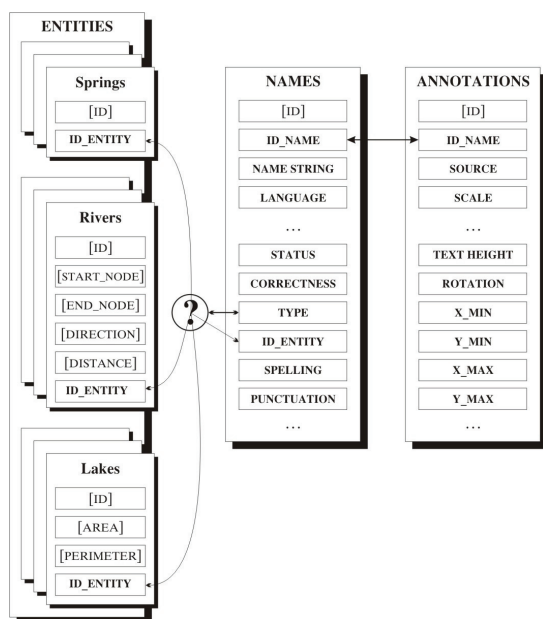 ENTITIES
Springs
[ID]
ID_ENTITY
Rivers
[ID]
[START_NODE]
[END_NODE]
[DIRECTION]
[DISTANCE]
ID_ENTITY
Lakes
[ID]
[AREA]
[PERIMETER]
ID_ENTITY
?
NAMES
[ID]
ID_NAME
NAME STRING
LANGUAGE
...
STATUS
CORRECTNESS
TYPE
ID_ENTITY
SPELLING
PUNCTUATION
...
ANNOTATIONS
[ID]
ID_NAME
SOURCE
SCALE
...
TEXT HEIGHT
ROTATION
X_MIN
Y_MIN
X_MAX
Y_MAX
...